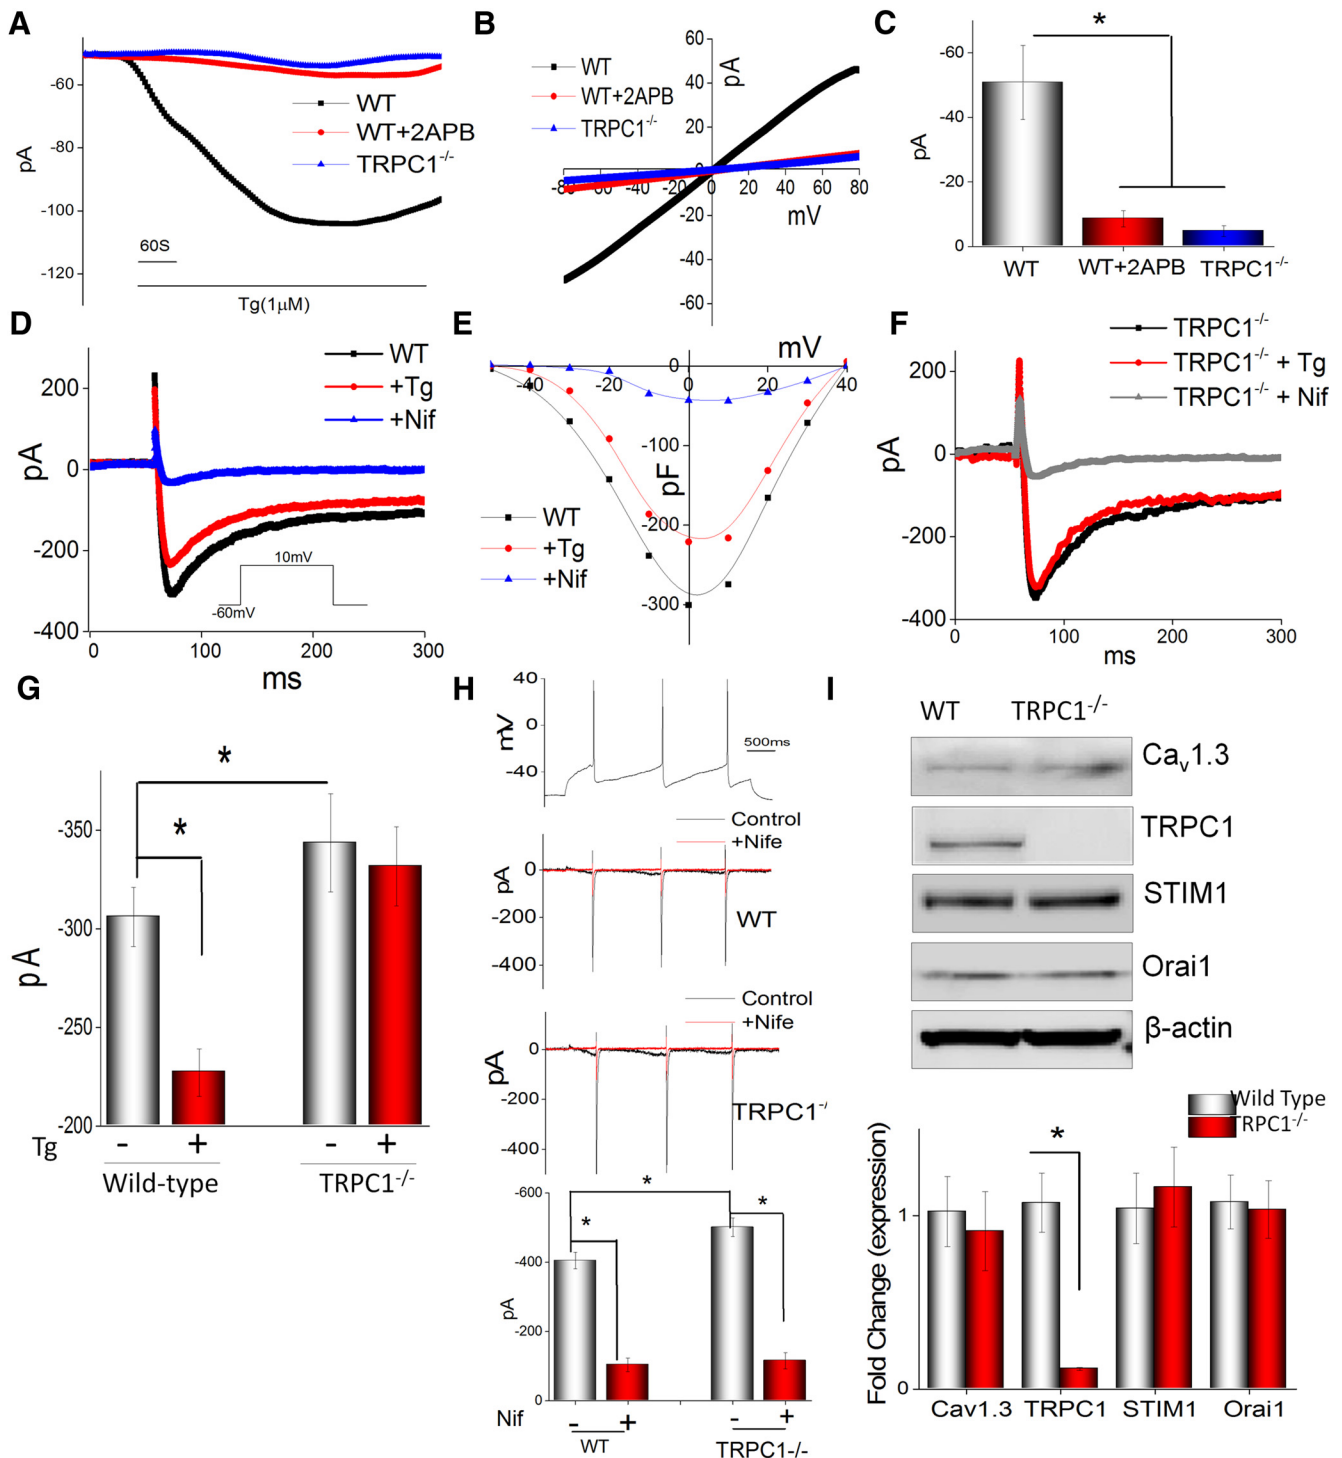 A
-60
-80
-100
-120
pA
WT
WT+2APB
TRPC1-/-
60S
Tg(1μM)
B
WT
WT+2APB
TRPC1-/-
pA
60
40
20
0
-20
-40
-60
-80 -60 -40 -20 0 20 40 60 80
mV
C
*
-60
-40
-20
0
pA
WT WT+2APB TRPC1-/-
D
WT
+Tg
+Nif
200
0
-200
-400
pA
10mV
-60mV
0 100 200 300
ms
E
mV
-40 -20 0 20 40
0
-100
-200
-300
pF
WT
+Tg
+Nif
F
TRPC1-/-
TRPC1-/- + Tg
TRPC1-/- + Nif
200
0
-200
-400
pA
0 100 200 300
ms
G
*
*
-350
-300
-250
-200
pA
Tg - + - +
Wild-type TRPC1-/-
H
40
0
-40
mV
500ms
Control
+Nife
0
-200
-400
pA
WT
Control
+Nife
0
-200
-400
pA
TRPC1-/
-600
-400
-200
0
pA
* * *
Nif - + - +
WT TRPC1-/-
I
WT TRPC1-/-
Cav1.3
TRPC1
STIM1
Orai1
β-actin
Wild Type
TRPC1-/-
*
1
0
Fold Change (expression)
Cav1.3 TRPC1 STIM1 Orai1